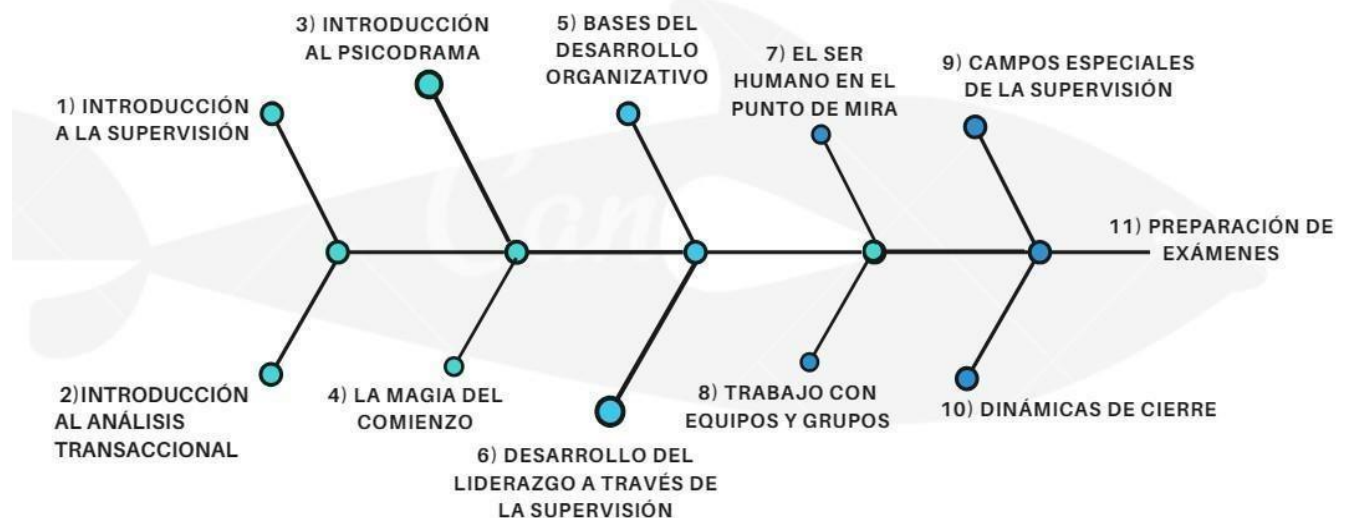 1) INTRODUCCIÓN
A LA SUPERVISIÓN
2)INTRODUCCIÓN
AL ANÁLISIS
TRANSACCIONAL
3) INTRODUCCIÓN
AL PSICODRAMA
4) LA MAGIA DEL
COMIENZO
5) BASES DEL
DESARROLLO
ORGANIZATIVO
6) DESARROLLO DEL
LIDERAZGO A TRAVÉS DE
LA SUPERVISIÓN
7) EL SER
HUMANO EN EL
PUNTO DE MIRA
8) TRABAJO CON
EQUIPOS Y GRUPOS
9) CAMPOS ESPECIALES
DE LA SUPERVISIÓN
10) DINÁMICAS DE CIERRE
11) PREPARACIÓN DE
EXÁMENES